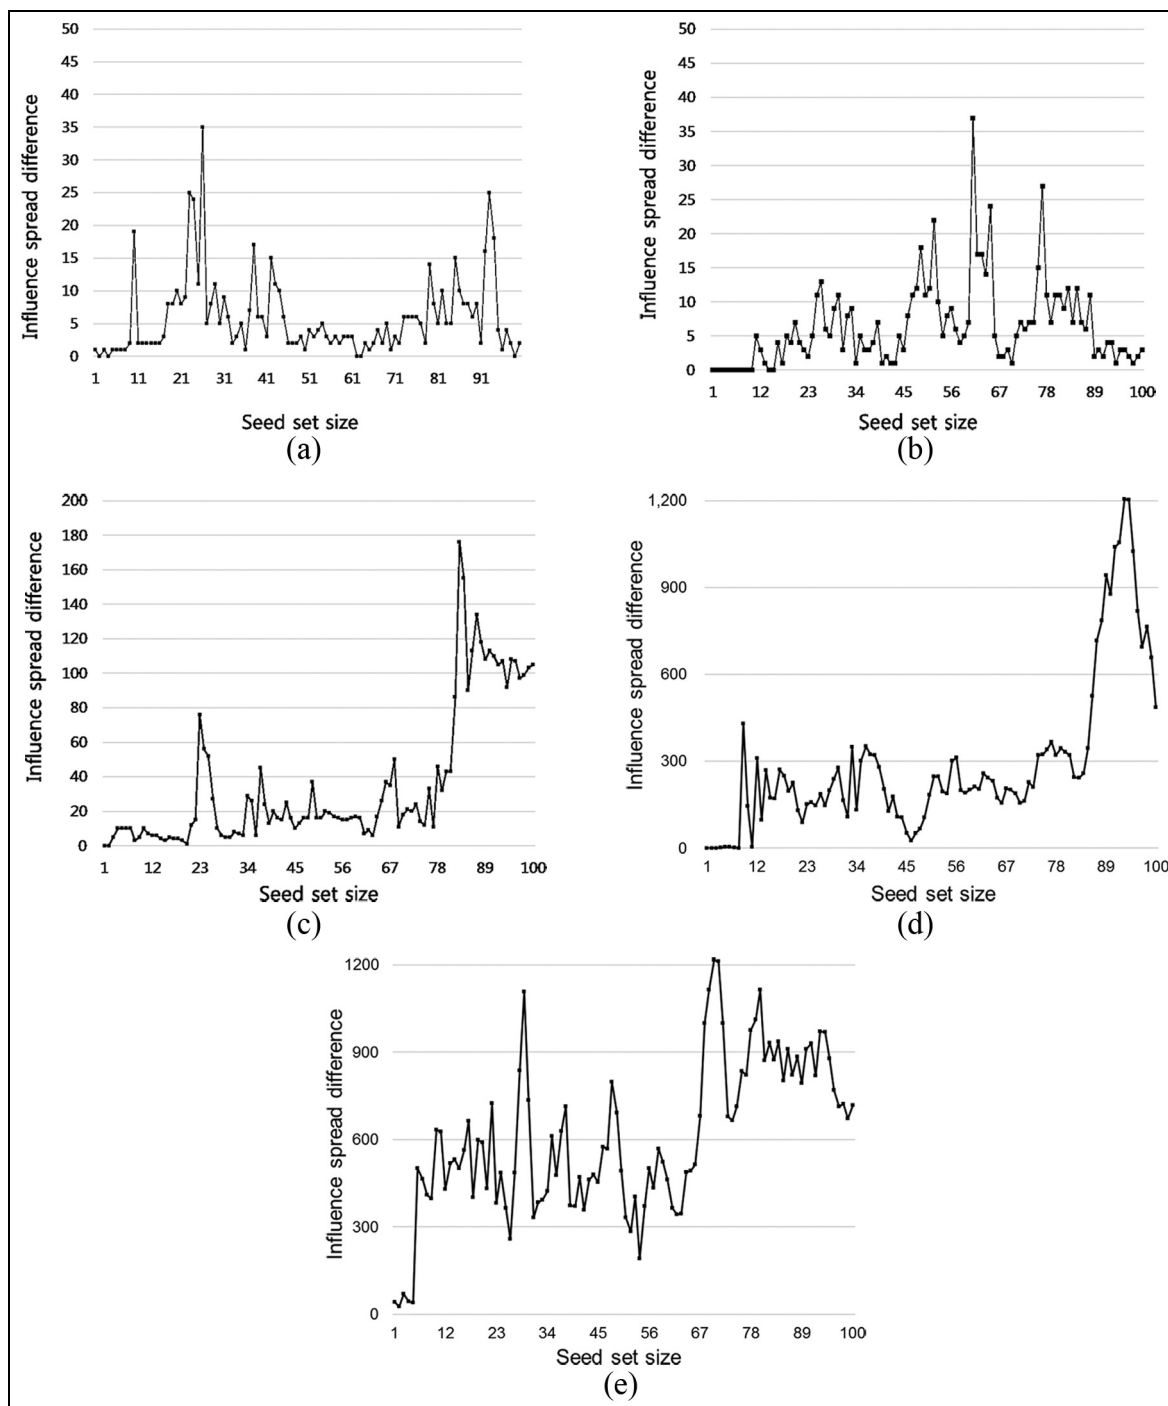 50
45
40
35
30
25
20
15
10
5
0
Influence spread difference
1 11 21 31 41 51 61 71 81 91
Seed set size
(a)
50
45
40
35
30
25
20
15
10
5
0
Influence spread difference
1 12 23 34 45 56 67 78 89 100
Seed set size
(b)
200
180
160
140
120
100
80
60
40
20
0
Influence spread difference
1 12 23 34 45 56 67 78 89 100
Seed set size
(c)
1,200
900
600
300
0
Influence spread difference
1 12 23 34 45 56 67 78 89 100
Seed set size
(d)
1200
900
600
300
0
Influence spread difference
1 12 23 34 45 56 67 78 89 100
Seed set size
(e)